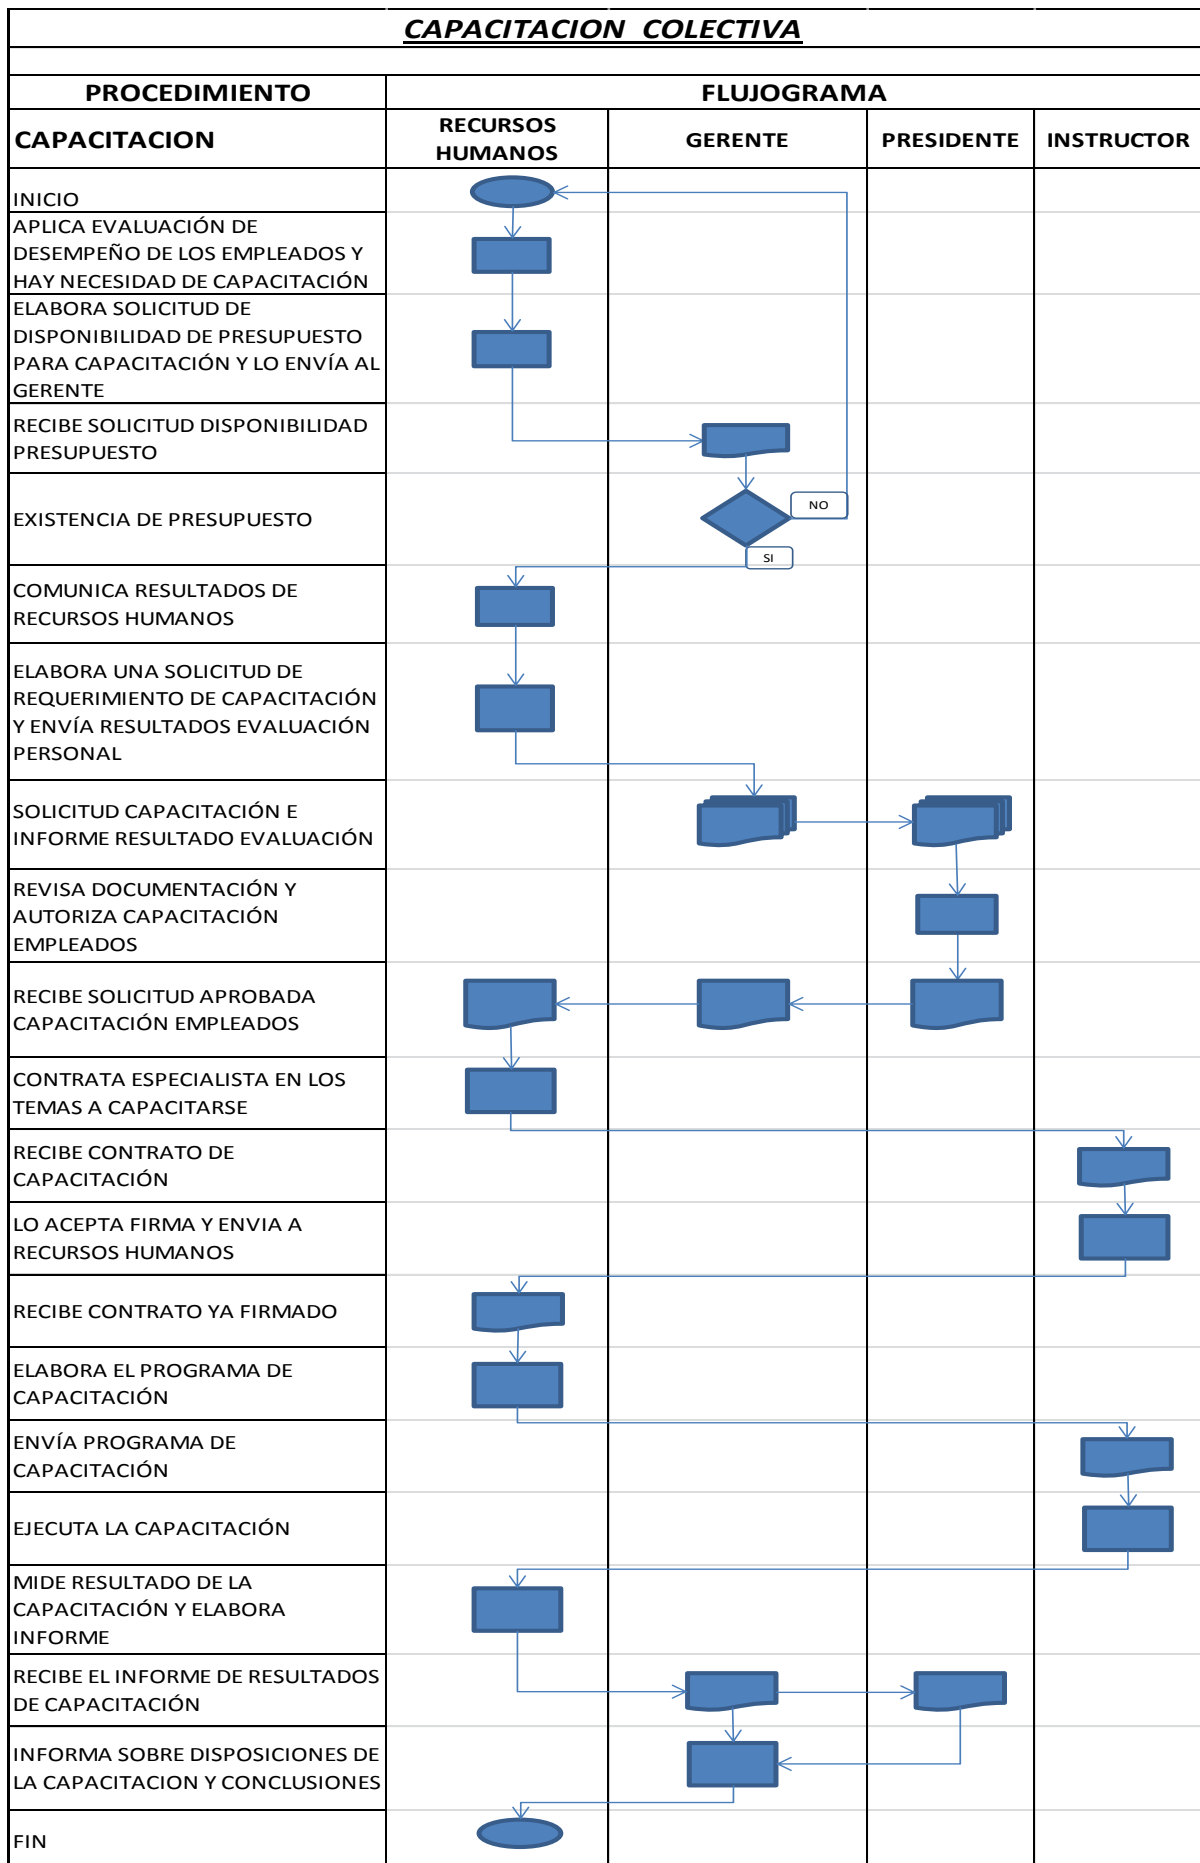 CAPACITACION  COLECTIVA
PROCEDIMIENTO
FLUJOGRAMA
CAPACITACION
RECURSOS
HUMANOS
GERENTE
PRESIDENTE
INSTRUCTOR
INICIO
APLICA EVALUACIÓN DE
DESEMPEÑO DE LOS EMPLEADOS Y
HAY NECESIDAD DE CAPACITACIÓN
ELABORA SOLICITUD DE
DISPONIBILIDAD DE PRESUPUESTO
PARA CAPACITACIÓN Y LO ENVÍA AL
GERENTE
RECIBE SOLICITUD DISPONIBILIDAD
PRESUPUESTO
EXISTENCIA DE PRESUPUESTO
NO
SI
COMUNICA RESULTADOS DE
RECURSOS HUMANOS
ELABORA UNA SOLICITUD DE
REQUERIMIENTO DE CAPACITACIÓN
Y ENVÍA RESULTADOS EVALUACIÓN
PERSONAL
SOLICITUD CAPACITACIÓN E
INFORME RESULTADO EVALUACIÓN
REVISA DOCUMENTACIÓN Y
AUTORIZA CAPACITACIÓN
EMPLEADOS
RECIBE SOLICITUD APROBADA
CAPACITACIÓN EMPLEADOS
CONTRATA ESPECIALISTA EN LOS
TEMAS A CAPACITARSE
RECIBE CONTRATO DE
CAPACITACIÓN
LO ACEPTA FIRMA Y ENVIA A
RECURSOS HUMANOS
RECIBE CONTRATO YA FIRMADO
ELABORA EL PROGRAMA DE
CAPACITACIÓN
ENVÍA PROGRAMA DE
CAPACITACIÓN
EJECUTA LA CAPACITACIÓN
MIDE RESULTADO DE LA
CAPACITACIÓN Y ELABORA
INFORME
RECIBE EL INFORME DE RESULTADOS
DE CAPACITACIÓN
INFORMA SOBRE DISPOSICIONES DE
LA CAPACITACION Y CONCLUSIONES
FIN